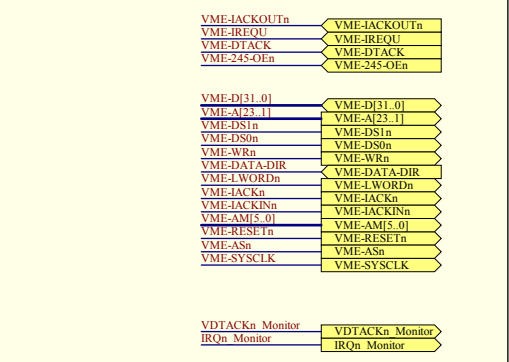 VME-IACKOUTn VME-IACKOUTn
VME-IREQU VME-IREQU
VME-DTACK VME-DTACK
VME-245-OEn VME-245-OEn
VME-D[31..0] VME-D[31..0]
VME-A[23..1] VME-A[23..1]
VME-DS1n VME-DS1n
VME-DS0n VME-DS0n
VME-WRn VME-WRn
VME-DATA-DIR VME-DATA-DIR
VME-LWORDn VME-LWORDn
VME-IACKn VME-IACKn
VME-IACKINn VME-IACKINn
VME-AM[5..0] VME-AM[5..0]
VME-RESETn VME-RESETn
VME-ASn VME-ASn
VME-SYSCLK VME-SYSCLK
VDTACKn_Monitor VDTACKn_Monitor
IRQn_Monitor IRQn_Monitor